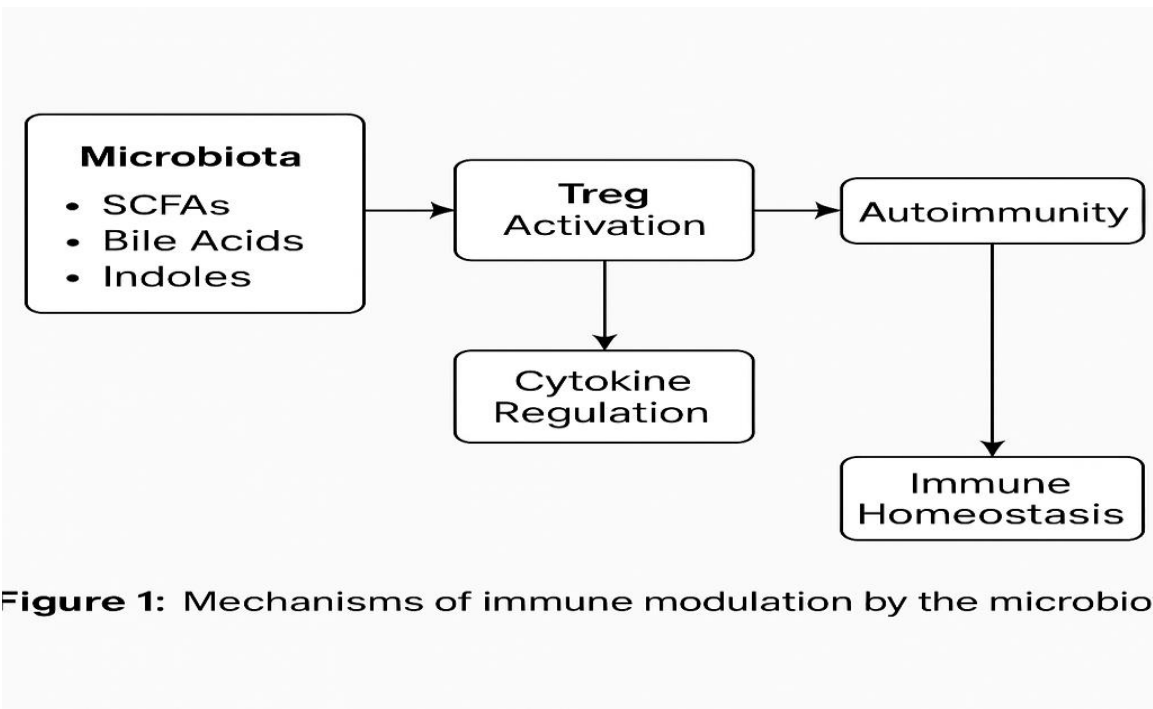 Microbiota
• SCFAs
• Bile Acids
• Indoles
Treg
Activation
Autoimmunity
Cytokine
Regulation
Immune
Homeostasis
Figure 1: Mechanisms of immune modulation by the microbio